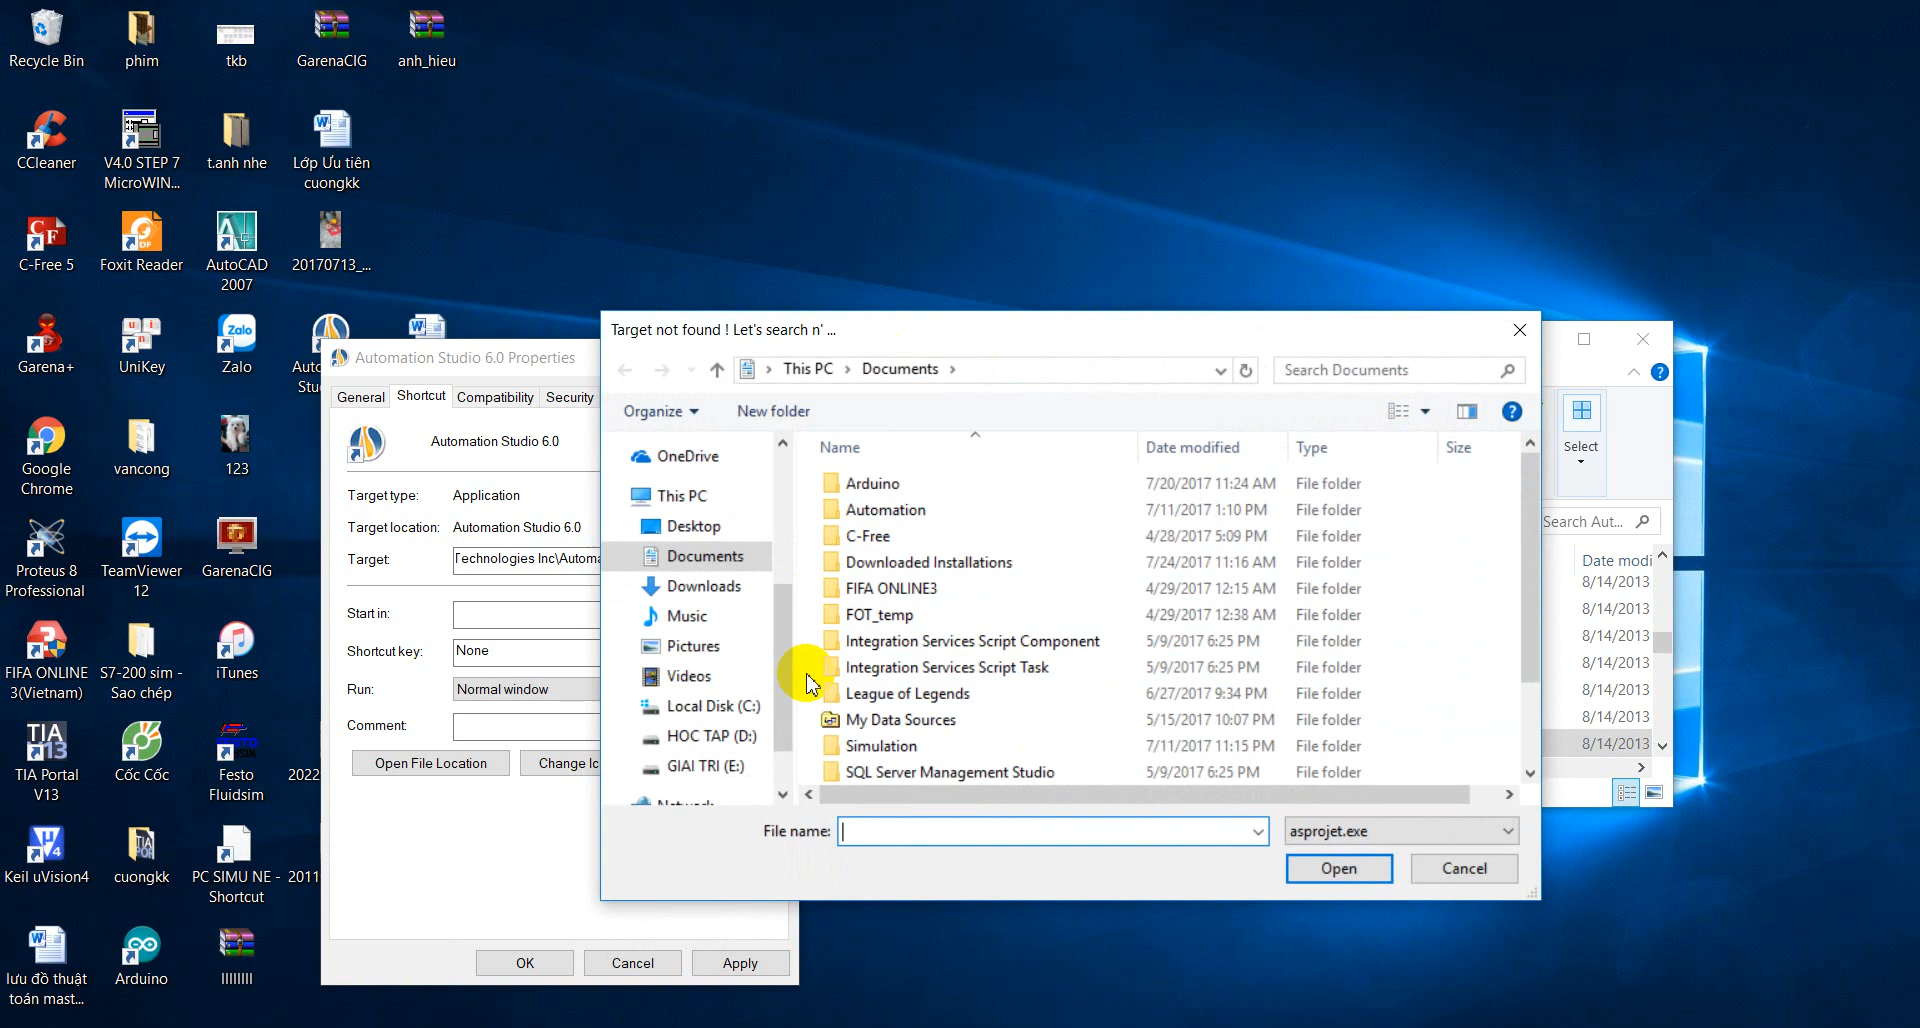 Recycle Bin
phim
tkb
GarenaCIG
anh_hieu
CCleaner
V4.0 STEP 7
MicroWIN...
t.anh nhe
Lớp Ưu tiên
cuongkk
C-Free 5
Foxit Reader
AutoCAD
2007
20170713_...
Garena+
UniKey
Zalo
Auto
Stu
Google
Chrome
vancong
123
Proteus 8
Professional
TeamViewer
12
GarenaCIG
FIFA ONLINE
3(Vietnam)
S7-200 sim -
Sao chép
iTunes
TIA Portal
V13
Cốc Cốc
Festo
Fluidsim
2022
Keil uVision4
cuongkk
PC SIMU NE -
Shortcut
2011
lưu đồ thuật
toán mast...
Arduino
llllllll
Automation Studio 6.0 Properties
General
Shortcut
Compatibility
Security
Automation Studio 6.0
Target type:
Application
Target location:
Automation Studio 6.0
Target:
Technologies Inc\Automa
Start in:
Shortcut key:
None
Run:
Normal window
Comment:
Open File Location
Change Ic
OK
Cancel
Apply
Target not found ! Let's search n' ...
This PC
Documents
Search Documents
Organize
New folder
OneDrive
This PC
Desktop
Documents
Downloads
Music
Pictures
Videos
Local Disk (C:)
HOC TAP (D:)
GIAI TRI (E:)
Network
Name Date modified Type Size
Arduino 7/20/2017 11:24 AM File folder
Automation 7/11/2017 1:10 PM File folder
C-Free 4/28/2017 5:09 PM File folder
Downloaded Installations 7/24/2017 11:16 AM File folder
FIFA ONLINE3 4/29/2017 12:15 AM File folder
FOT_temp 4/29/2017 12:38 AM File folder
Integration Services Script Component 5/9/2017 6:25 PM File folder
Integration Services Script Task 5/9/2017 6:25 PM File folder
League of Legends 6/27/2017 9:34 PM File folder
My Data Sources 5/15/2017 10:07 PM File folder
Simulation 7/11/2017 11:15 PM File folder
SQL Server Management Studio 5/9/2017 6:25 PM File folder
File name:
asprojet.exe
Open
Cancel
Select
Search Aut...
Date modi
8/14/2013
8/14/2013
8/14/2013
8/14/2013
8/14/2013
8/14/2013
8/14/2013